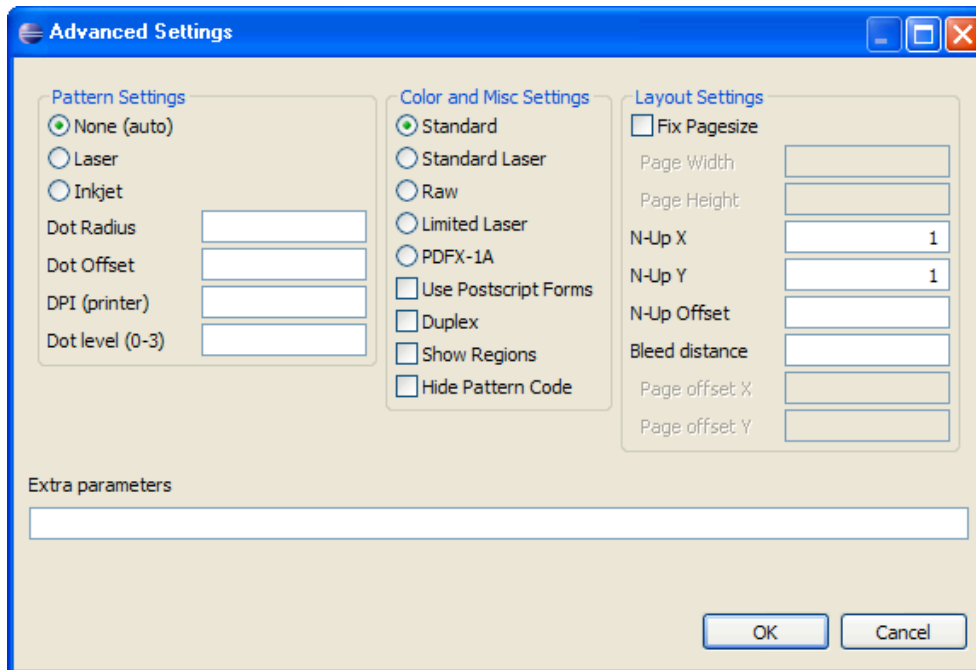 Advanced Settings
Pattern Settings
None (auto)
Laser
Inkjet
Dot Radius
Dot Offset
DPI (printer)
Dot level (0-3)
Color and Misc Settings
Standard
Standard Laser
Raw
Limited Laser
PDFX-1A
Use Postscript Forms
Duplex
Show Regions
Hide Pattern Code
Layout Settings
Fix Pagesize
Page Width
Page Height
N-Up X 1
N-Up Y 1
N-Up Offset
Bleed distance
Page offset X
Page offset Y
Extra parameters
OK Cancel